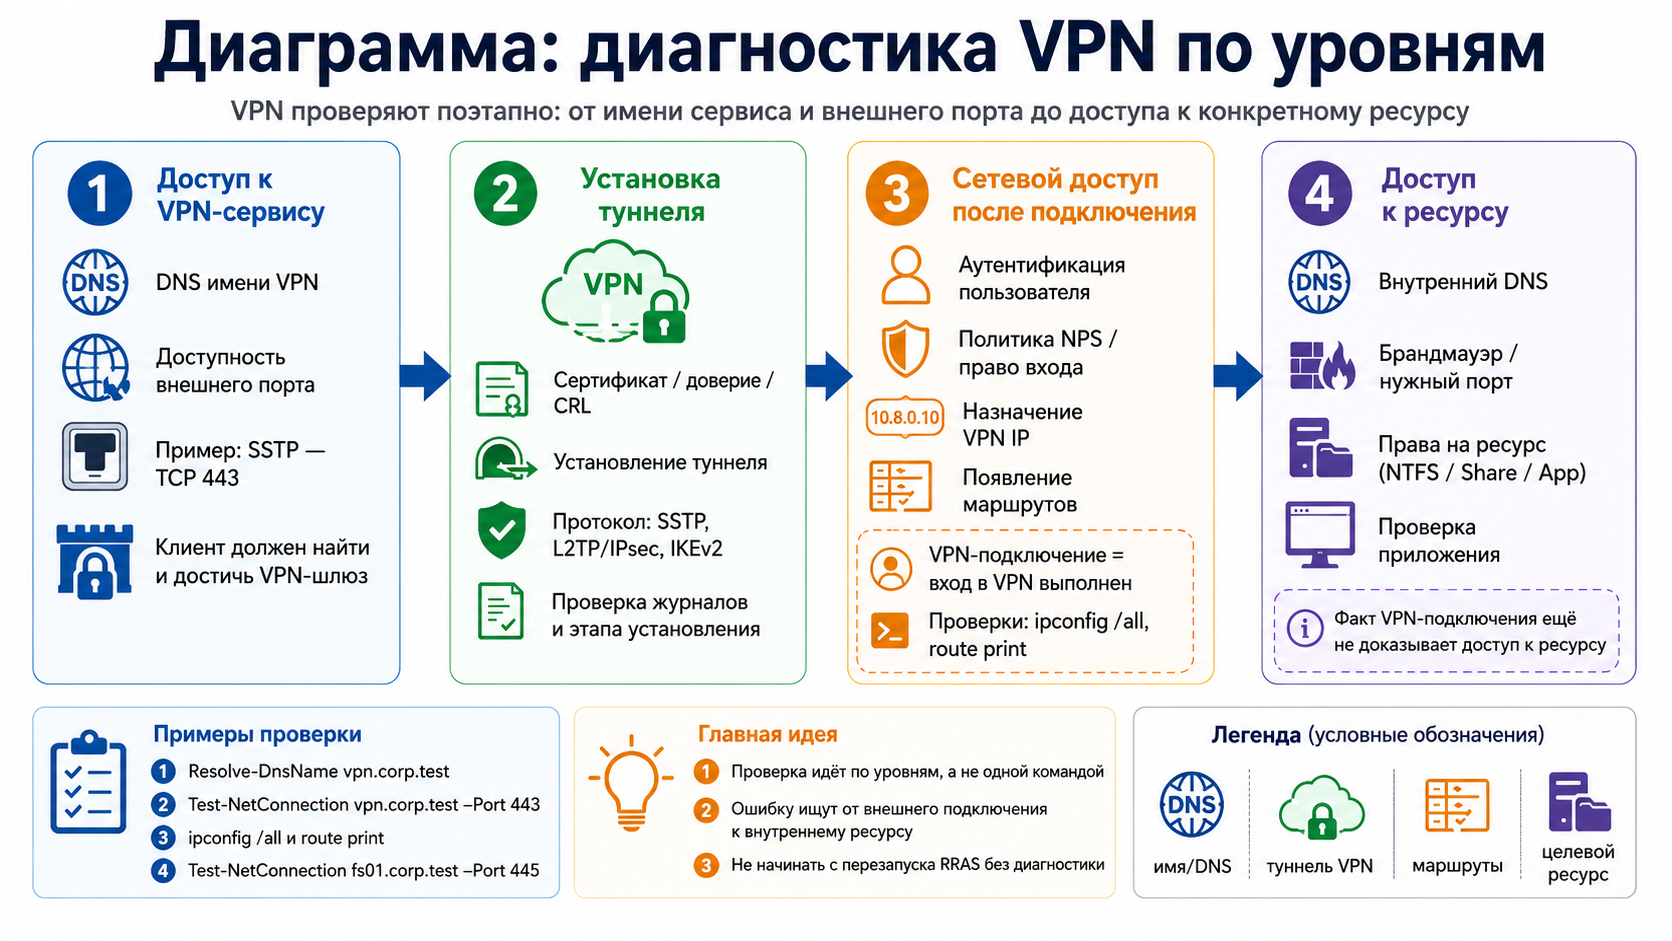 Диаграмма: диагностика VPN по уровням
VPN проверяют поэтапно: от имени сервиса и внешнего порта до доступа к конкретному ресурсу
1
Доступ к
VPN-сервису
DNS
DNS имени VPN
Доступность
внешнего порта
Пример: SSTP —
TCP 443
Клиент должен найти
и достичь VPN-шлюз
2
Установка
туннеля
VPN
Сертификат / доверие /
CRL
Установление туннеля
Протокол: SSTP,
L2TP/IPsec, IKEv2
Проверка журналов
и этапа установления
3
Сетевой доступ
после подключения
Аутентификация
пользователя
Политика NPS /
право входа
10.8.0.10
Назначение
VPN IP
Появление
маршрутов
VPN-подключение =
вход в VPN выполнен
Проверки: ipconfig /all,
route print
4
Доступ
к ресурсу
DNS
Внутренний DNS
Брандмауэр /
нужный порт
Права на ресурс
(NTFS / Share / App)
Проверка
приложения
Факт VPN-подключения ещё
не доказывает доступ к ресурсу
Примеры проверки
1 Resolve-DnsName vpn.corp.test
2 Test-NetConnection vpn.corp.test –Port 443
3 ipconfig /all и route print
4 Test-NetConnection fs01.corp.test –Port 445
Главная идея
1 Проверка идёт по уровням, а не одной командой
2 Ошибку ищут от внешнего подключения
к внутреннему ресурсу
3 Не начинать с перезапуска RRAS без диагностики
Легенда (условные обозначения)
DNS
имя/DNS
туннель VPN
маршруты
целевой
ресурс